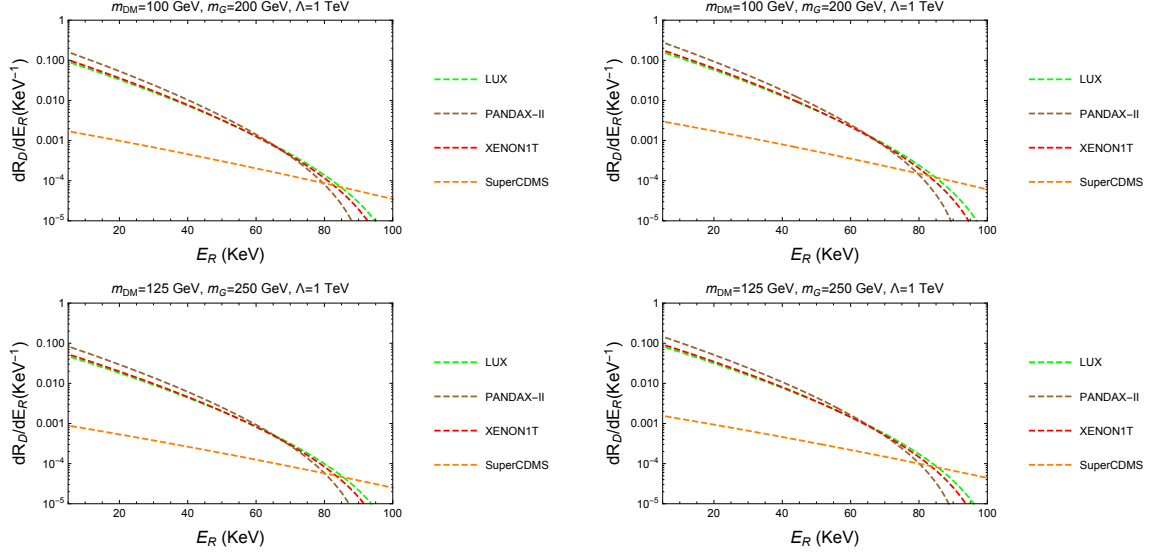 m_DM=100 GeV, m_G=200 GeV, Λ=1 TeV
dR_D/dE_R(KeV⁻¹)
1
0.100
0.010
0.001
10⁻⁴
10⁻⁵
20 40 60 80 100
E_R (KeV)
LUX
PANDAX-II
XENON1T
SuperCDMS
m_DM=100 GeV, m_G=200 GeV, Λ=1 TeV
dR_D/dE_R(KeV⁻¹)
1
0.100
0.010
0.001
10⁻⁴
10⁻⁵
20 40 60 80 100
E_R (KeV)
LUX
PANDAX-II
XENON1T
SuperCDMS
m_DM=125 GeV, m_G=250 GeV, Λ=1 TeV
dR_D/dE_R(KeV⁻¹)
1
0.100
0.010
0.001
10⁻⁴
10⁻⁵
20 40 60 80 100
E_R (KeV)
LUX
PANDAX-II
XENON1T
SuperCDMS
m_DM=125 GeV, m_G=250 GeV, Λ=1 TeV
dR_D/dE_R(KeV⁻¹)
1
0.100
0.010
0.001
10⁻⁴
10⁻⁵
20 40 60 80 100
E_R (KeV)
LUX
PANDAX-II
XENON1T
SuperCDMS